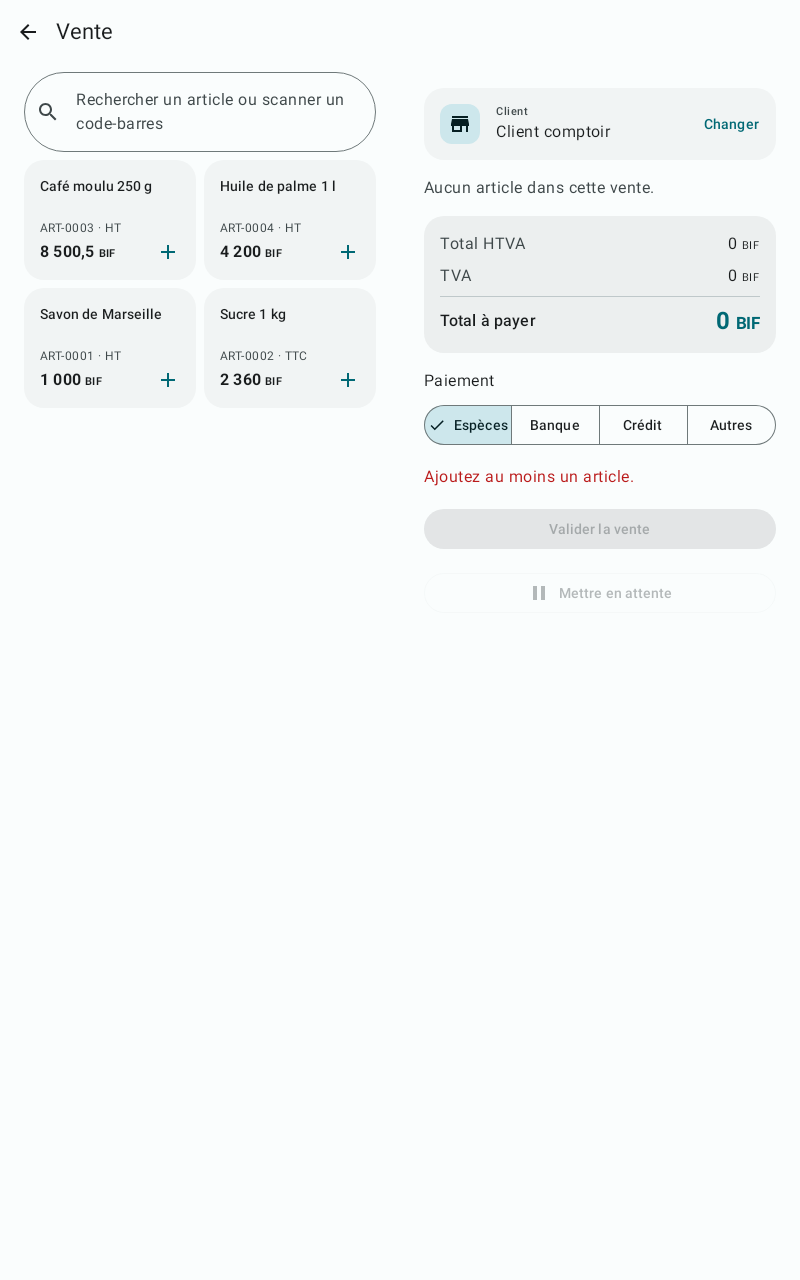 Vente
Rechercher un article ou scanner un
code-barres
Café moulu 250 g
ART-0003 · HT
8 500,5 BIF
Huile de palme 1 l
ART-0004 · HT
4 200 BIF
Savon de Marseille
ART-0001 · HT
1 000 BIF
Sucre 1 kg
ART-0002 · TTC
2 360 BIF
Client
Client comptoir
Changer
Aucun article dans cette vente.
Total HTVA 0 BIF
TVA 0 BIF
Total à payer 0 BIF
Paiement
Espèces Banque Crédit Autres
Ajoutez au moins un article.
Valider la vente
Mettre en attente